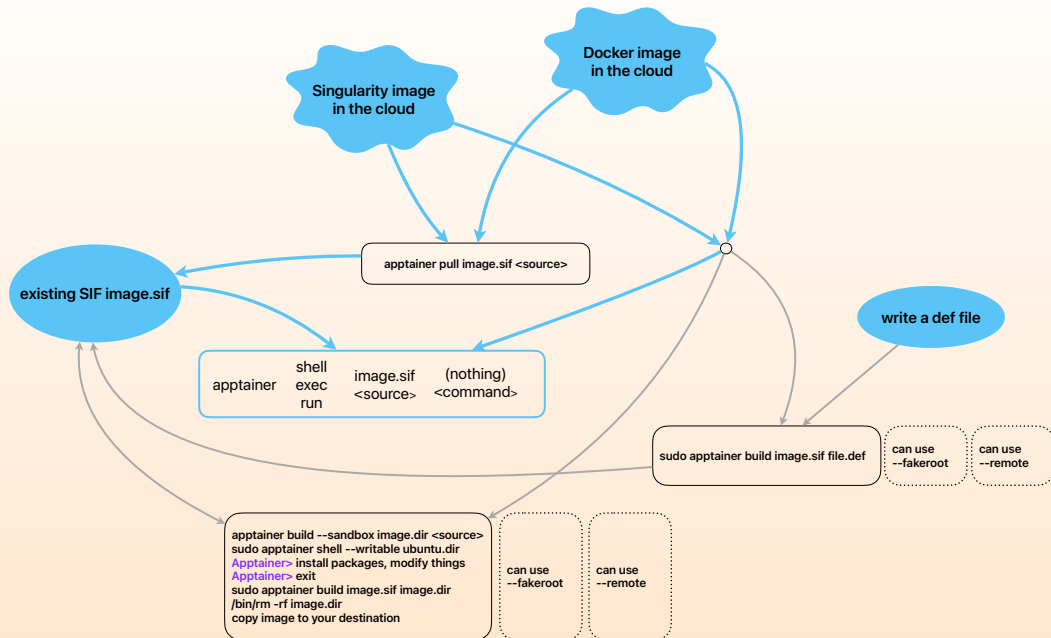 Docker image
in the cloud
Singularity image
in the cloud
apptainer pull image.sif <source>
existing SIF image.sif
write a def file
apptainer
shell
exec
run
image.sif
<source>
(nothing)
<command>
sudo apptainer build image.sif file.def
can use
--fakeroot
can use
--remote
apptainer build --sandbox image.dir <source>
sudo apptainer shell --writable ubuntu.dir
Apptainer> install packages, modify things
Apptainer> exit
sudo apptainer build image.sif image.dir
/bin/rm -rf image.dir
copy image to your destination
can use
--fakeroot
can use
--remote